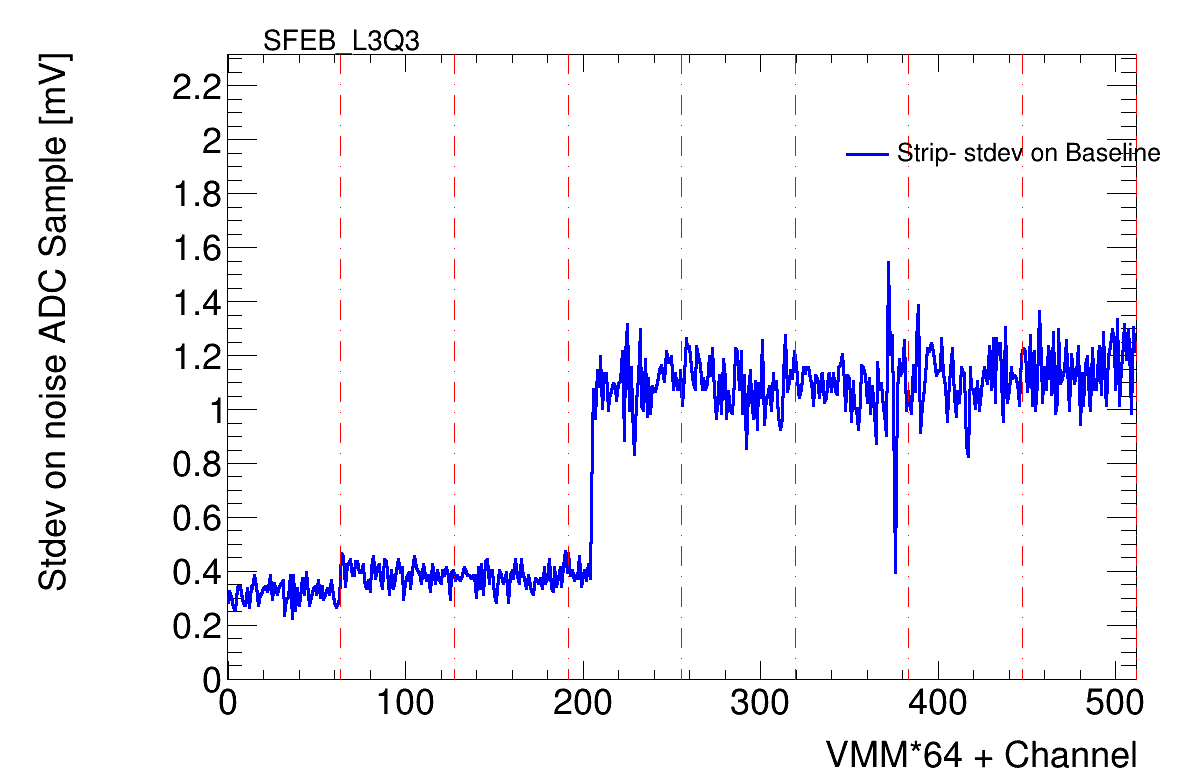 SFEB_L3Q3
Stdev on noise ADC Sample [mV]
2.2
2
1.8
1.6
1.4
1.2
1
0.8
0.6
0.4
0.2
0
Strip- stdev on Baseline
0 100 200 300 400 500
VMM*64 + Channel